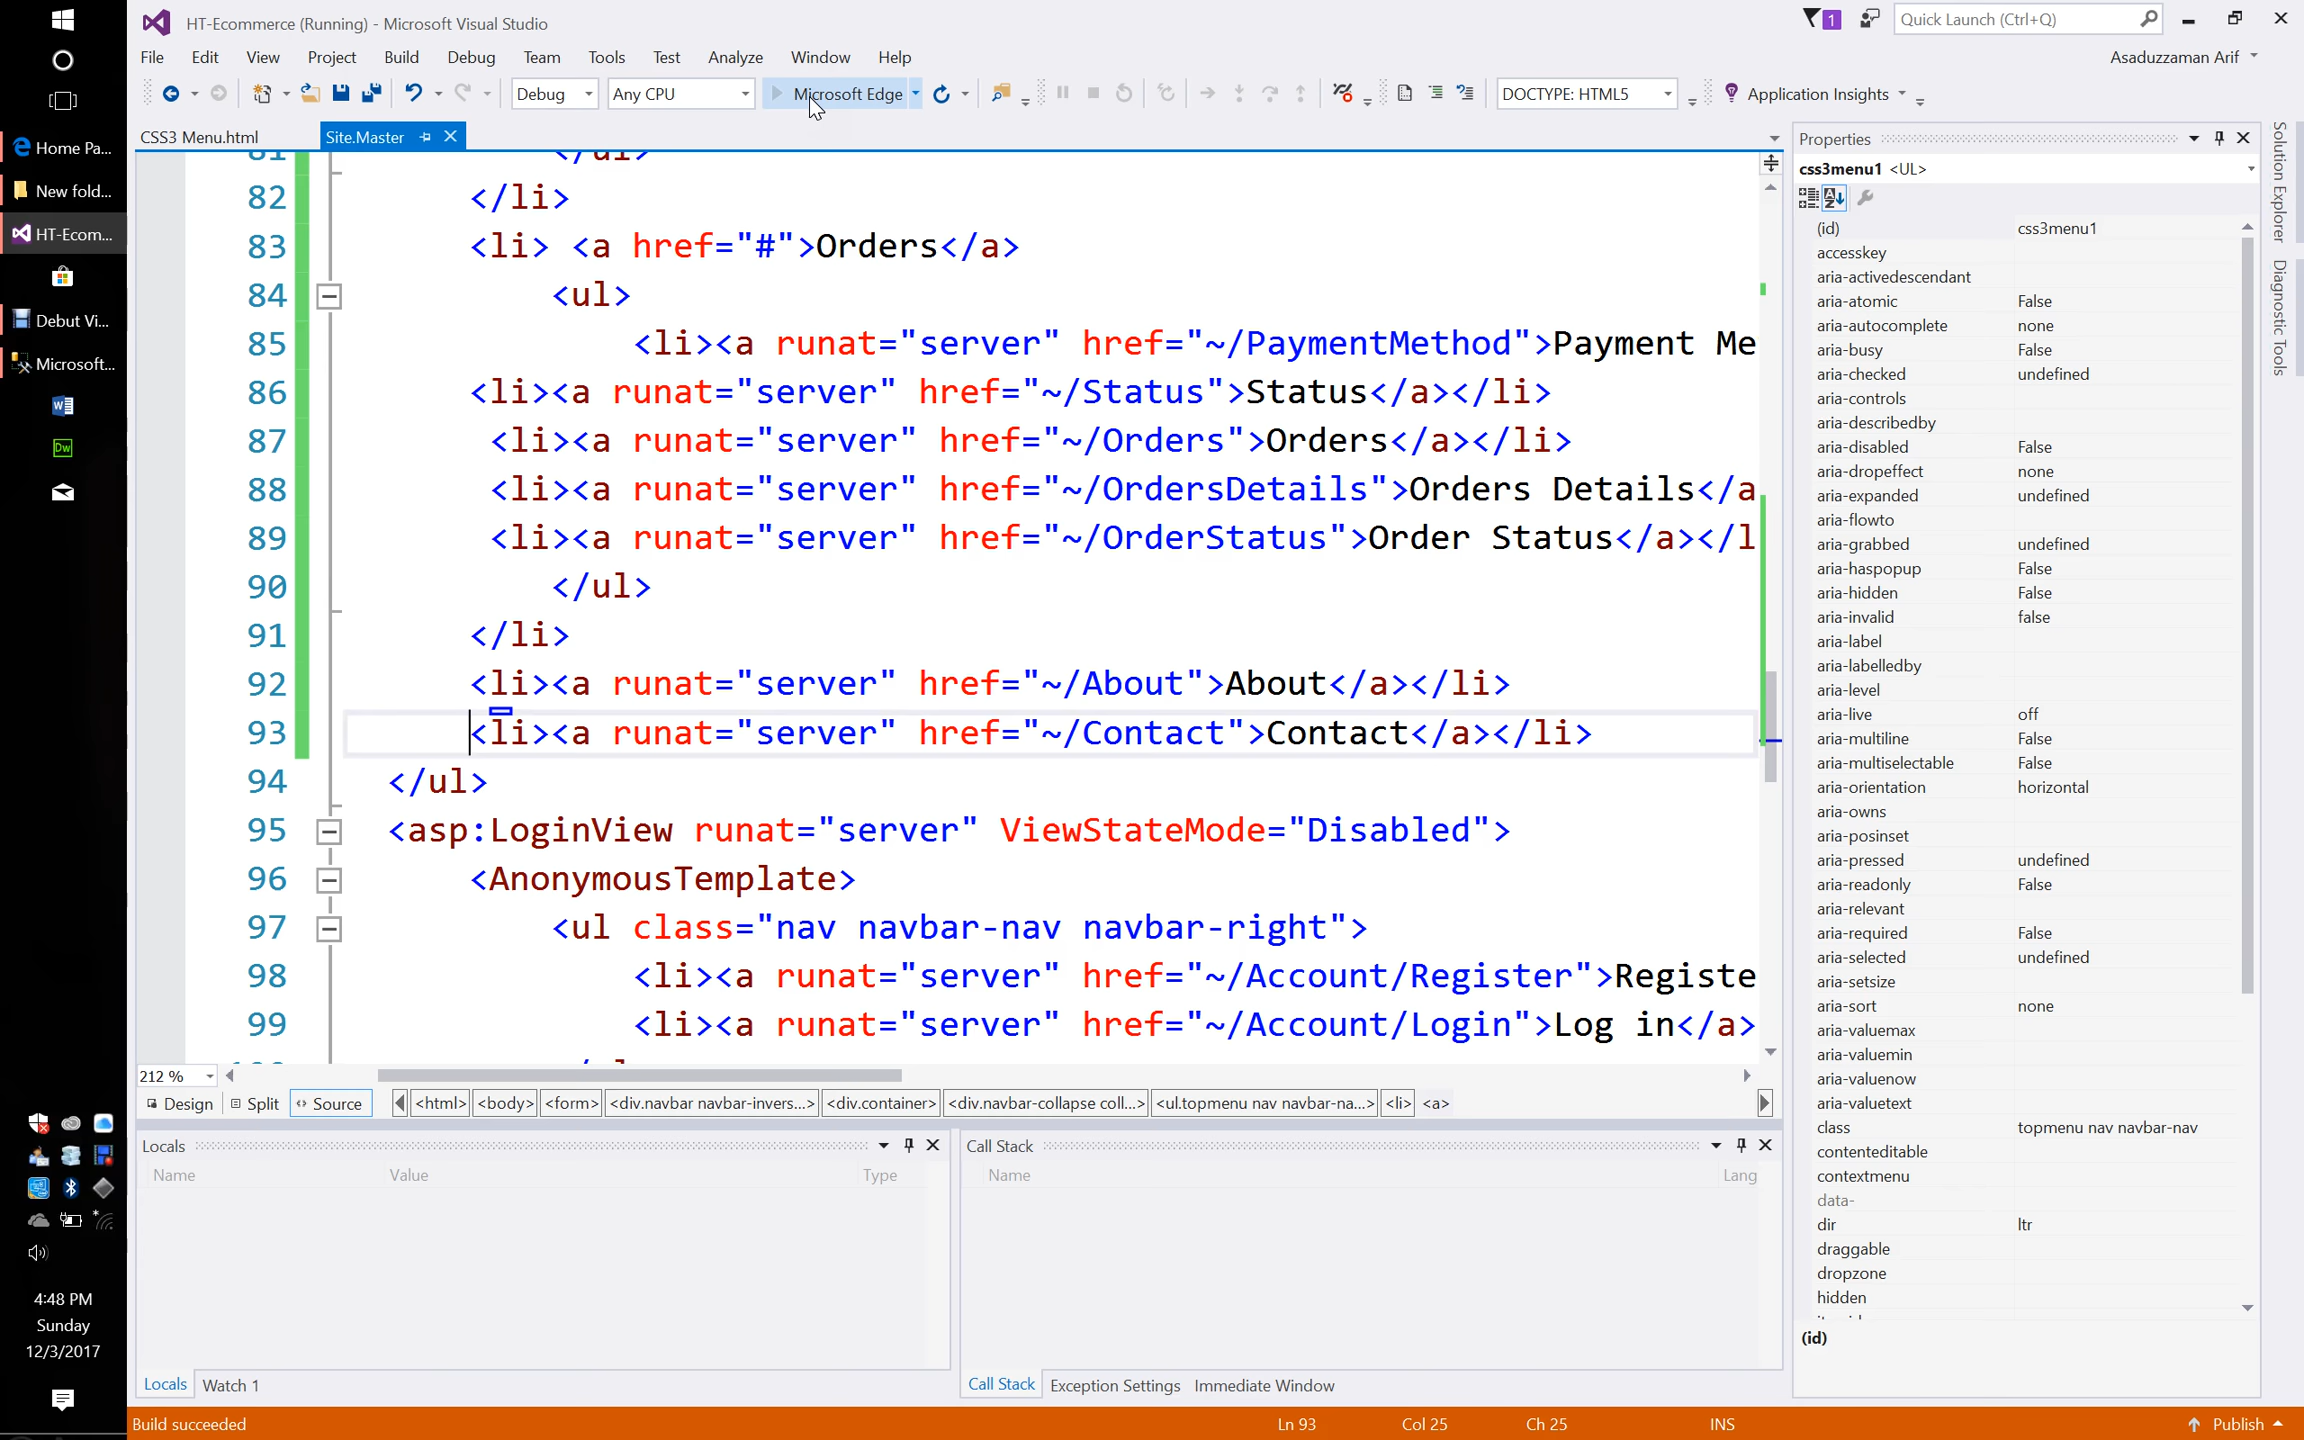 HT-Ecommerce (Running) - Microsoft Visual Studio
1
Quick Launch (Ctrl+Q)
File Edit View Project Build Debug Team Tools Test Analyze Window Help
Asaduzzaman Arif
Debug Any CPU Microsoft Edge DOCTYPE: HTML5 Application Insights
CSS3 Menu.html Site.Master
Home Pa...
New fold...
HT-Ecom...
Debut Vi...
Microsoft...
Dw
4:48 PM
Sunday
12/3/2017
82 </li>
83 <li> <a href="#">Orders</a>
84 <ul>
85 <li><a runat="server" href="~/PaymentMethod">Payment Me
86 <li><a runat="server" href="~/Status">Status</a></li>
87 <li><a runat="server" href="~/Orders">Orders</a></li>
88 <li><a runat="server" href="~/OrdersDetails">Orders Details</a
89 <li><a runat="server" href="~/OrderStatus">Order Status</a></l
90 </ul>
91 </li>
92 <li><a runat="server" href="~/About">About</a></li>
93 <li><a runat="server" href="~/Contact">Contact</a></li>
94 </ul>
95 <asp:LoginView runat="server" ViewStateMode="Disabled">
96 <AnonymousTemplate>
97 <ul class="nav navbar-nav navbar-right">
98 <li><a runat="server" href="~/Account/Register">Registe
99 <li><a runat="server" href="~/Account/Login">Log in</a>
212 %
Design Split Source <html> <body> <form> <div.navbar navbar-invers...> <div.container> <div.navbar-collapse coll...> <ul.topmenu nav navbar-na...> <li> <a>
Locals
Name Value Type
Locals Watch 1
Call Stack
Name Lang
Call Stack Exception Settings Immediate Window
Properties
css3menu1 <UL>
(id) css3menu1
accesskey
aria-activedescendant
aria-atomic False
aria-autocomplete none
aria-busy False
aria-checked undefined
aria-controls
aria-describedby
aria-disabled False
aria-dropeffect none
aria-expanded undefined
aria-flowto
aria-grabbed undefined
aria-haspopup False
aria-hidden False
aria-invalid false
aria-label
aria-labelledby
aria-level
aria-live off
aria-multiline False
aria-multiselectable False
aria-orientation horizontal
aria-owns
aria-posinset
aria-pressed undefined
aria-readonly False
aria-relevant
aria-required False
aria-selected undefined
aria-setsize
aria-sort none
aria-valuemax
aria-valuemin
aria-valuenow
aria-valuetext
class topmenu nav navbar-nav
contenteditable
contextmenu
data-
dir ltr
draggable
dropzone
hidden
(id)
Solution Explorer
Diagnostic Tools
Build succeeded Ln 93 Col 25 Ch 25 INS Publish